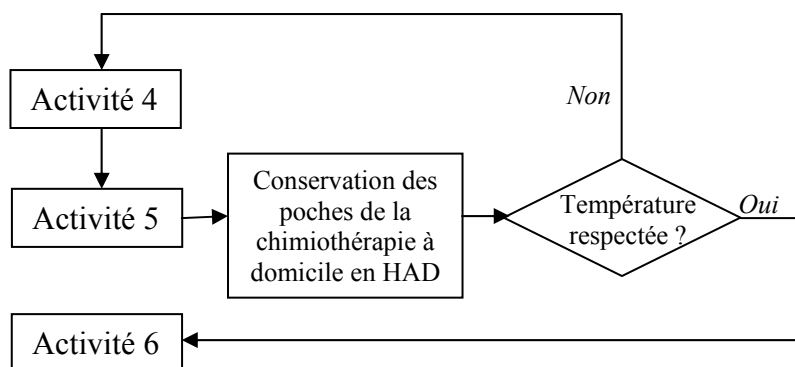 Activité 4
Non
Activité 5
Conservation des
poches de la
chimiothérapie à
domicile en HAD
Température
respectée ?
Oui
Activité 6